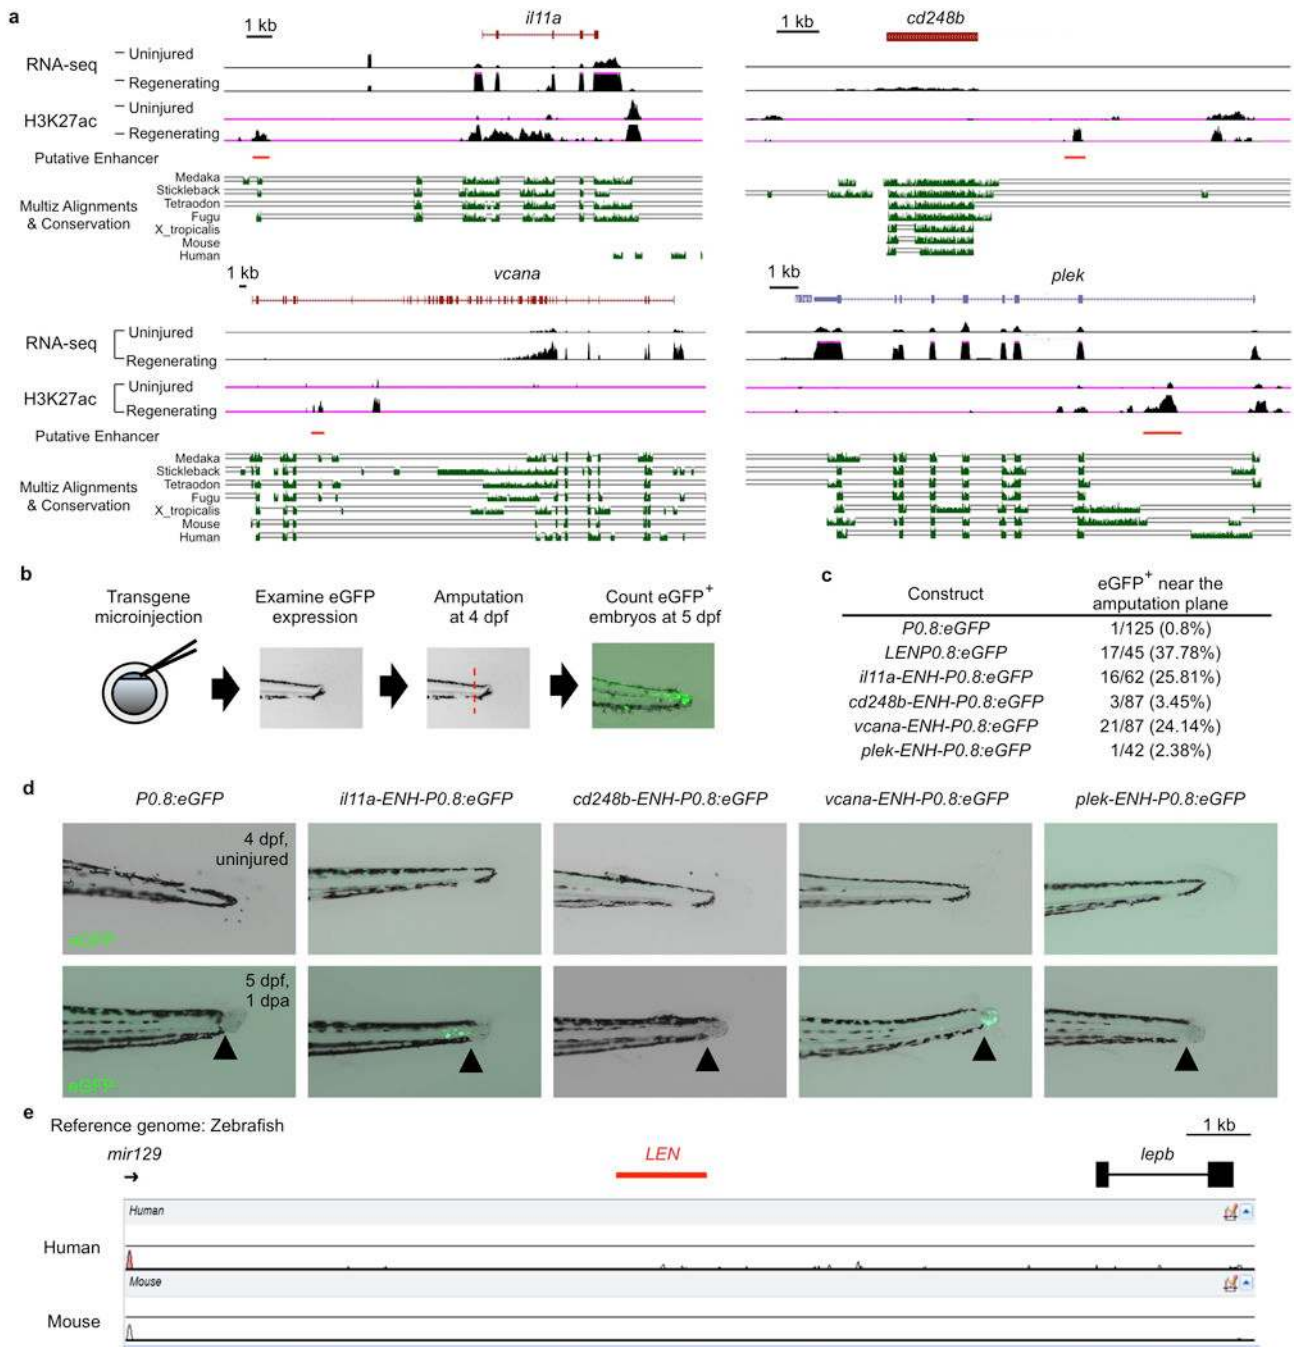 a
1 kb
il11a
1 kb
cd248b
RNA-seq
Uninjured
Regenerating
H3K27ac
Uninjured
Regenerating
Putative Enhancer
Multiz Alignments
& Conservation
Medaka
Stickleback
Tetraodon
Fugu
X_tropicalis
Mouse
Human
1 kb
vcana
1 kb
plek
RNA-seq
Uninjured
Regenerating
H3K27ac
Uninjured
Regenerating
Putative Enhancer
Multiz Alignments
& Conservation
Medaka
Stickleback
Tetraodon
Fugu
X_tropicalis
Mouse
Human
b
Transgene
microinjection
Examine eGFP
expression
Amputation
at 4 dpf
Count eGFP+
embryos at 5 dpf
c
Construct
eGFP+ near the
amputation plane
P0.8:eGFP 1/125 (0.8%)
LENP0.8:eGFP 17/45 (37.78%)
il11a-ENH-P0.8:eGFP 16/62 (25.81%)
cd248b-ENH-P0.8:eGFP 3/87 (3.45%)
vcana-ENH-P0.8:eGFP 21/87 (24.14%)
plek-ENH-P0.8:eGFP 1/42 (2.38%)
d
P0.8:eGFP
il11a-ENH-P0.8:eGFP
cd248b-ENH-P0.8:eGFP
vcana-ENH-P0.8:eGFP
plek-ENH-P0.8:eGFP
4 dpf,
uninjured
eGFP
5 dpf,
1 dpa
eGFP
e
Reference genome: Zebrafish
1 kb
mir129
LEN
lepb
Human
Human
Mouse
Mouse